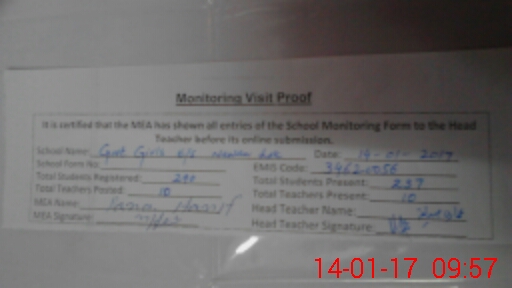 Monitoring Visit Proof
It is certified that the MEA has shown all entries of the School Monitoring Form to the Head
Teacher before its online submission.
School Name: Govt Girls E/S Date: 14-01-2017
School Form No: EMIS Code:
Total Students Registered: 290 Total Students Present: 237
Total Teachers Posted: 10 Total Teachers Present: 10
MEA Name: Head Teacher Name:
MEA Signature: Head Teacher Signature:
14-01-17 09:57